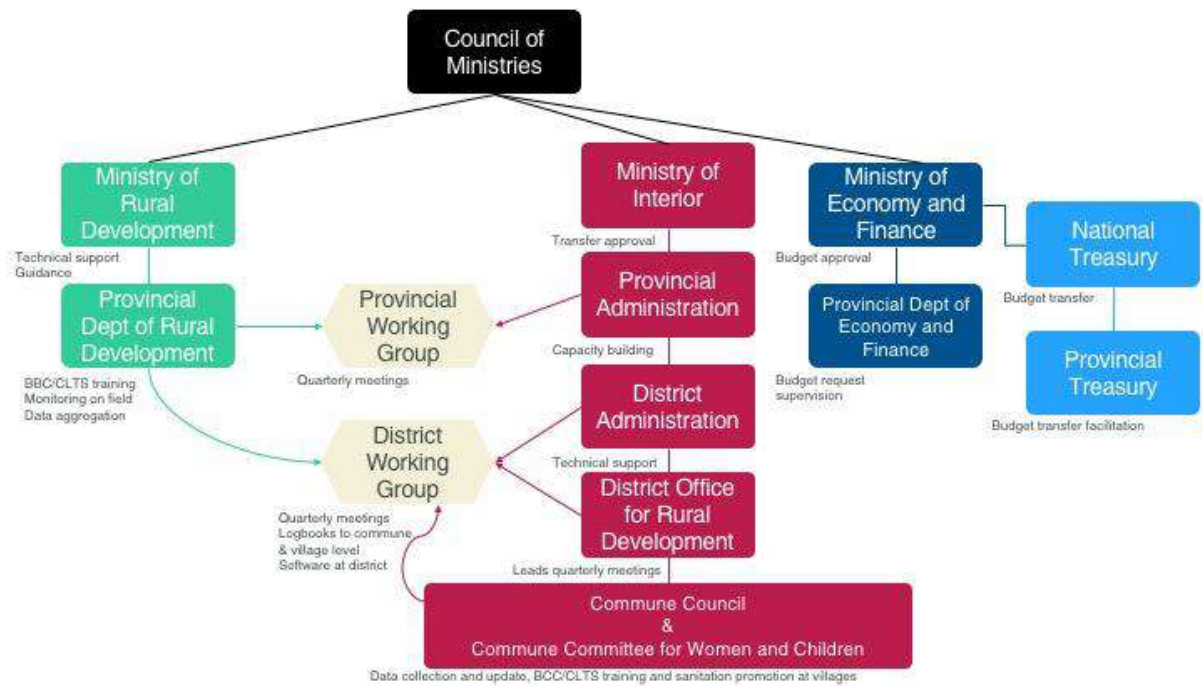 Council of
Ministries
Ministry of
Rural
Development
Technical support
Guidance
Provincial
Dept of Rural
Development
BBC/CLTS training
Monitoring on field
Data aggregation
Provincial
Working
Group
Quarterly meetings
District
Working
Group
Quarterly meetings
Logbooks to commune
& village level
Software at district
Ministry of
Interior
Transfer approval
Provincial
Administration
Capacity building
District
Administration
Technical support
District Office
for Rural
Development
Leads quarterly meetings
Commune Council
&
Commune Committee for Women and Children
Data collection and update, BCC/CLTS training and sanitation promotion at villages
Ministry of
Economy and
Finance
Budget approval
Provincial Dept of
Economy and
Finance
Budget request
supervision
National
Treasury
Budget transfer
Provincial
Treasury
Budget transfer facilitation